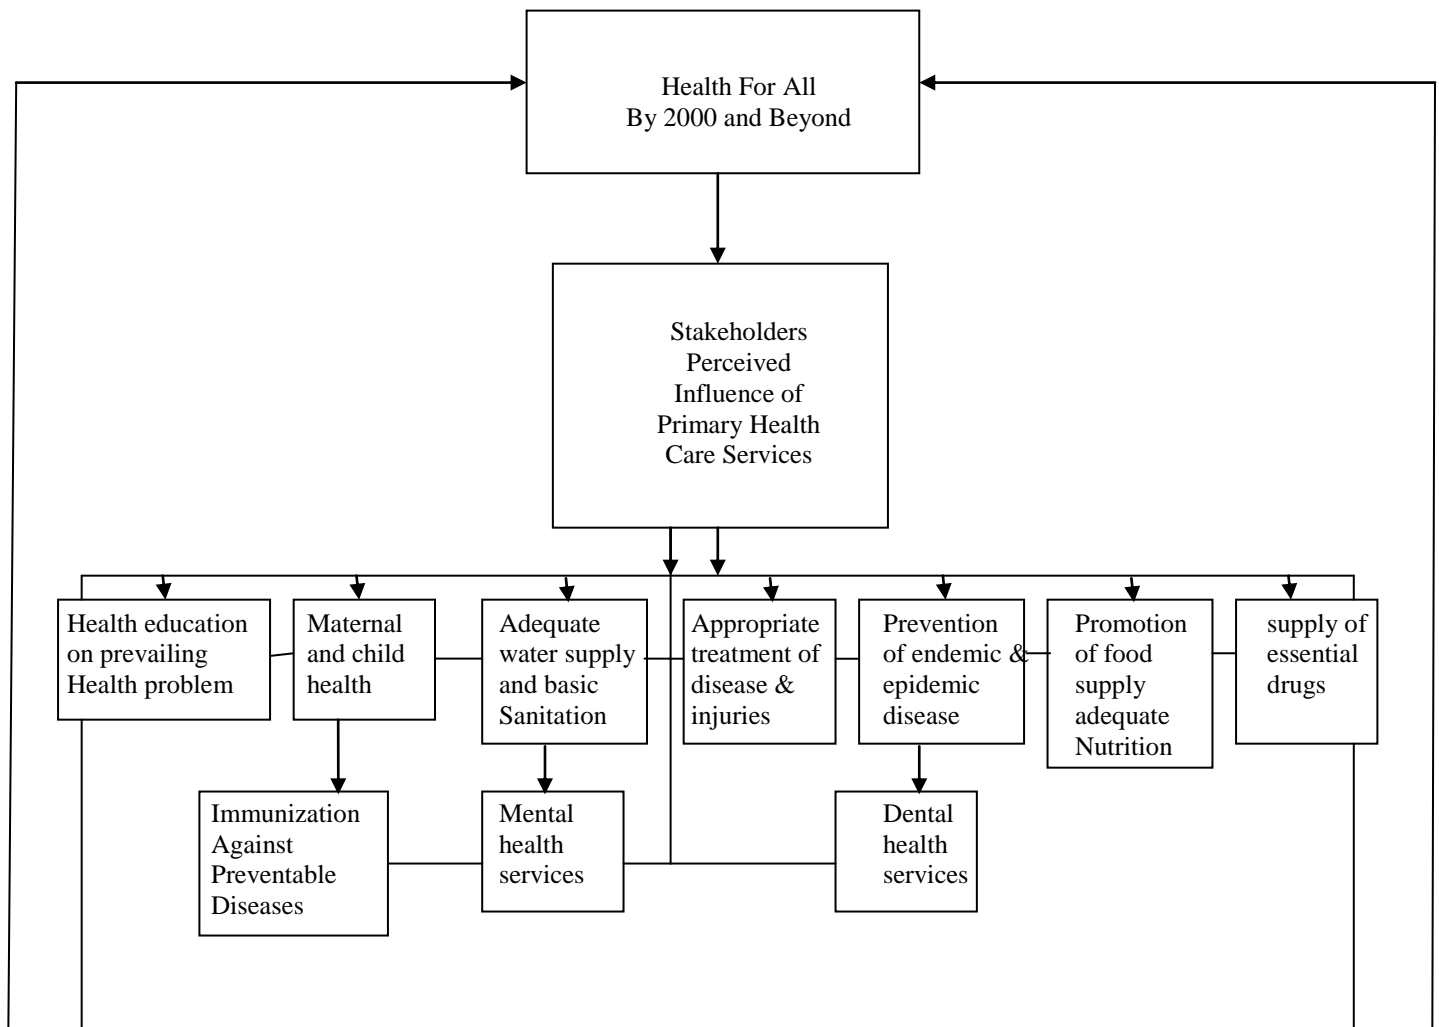 Health For All
By 2000 and Beyond
Stakeholders
Perceived
Influence of
Primary Health
Care Services
Health education
on prevailing
Health problem
Maternal
and child
health
Adequate
water supply
and basic
Sanitation
Appropriate
treatment of
disease &
injuries
Prevention
of endemic &
epidemic
disease
Promotion
of food
supply
adequate
Nutrition
supply of
essential
drugs
Immunization
Against
Preventable
Diseases
Mental
health
services
Dental
health
services